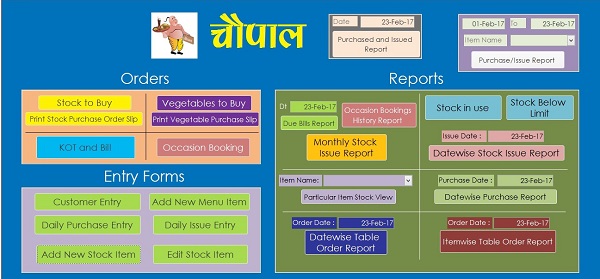 चौपाल
Date 23-Feb-17
Purchased and Issued
Report
01-Feb-17 To 23-Feb-17
Item Name :
Purchase/Issue Report
Orders
Stock to Buy
Print Stock Purchase Order Slip
Vegetables to Buy
Print Vegetable Purchase Slip
KOT and Bill
Occasion Booking
Entry Forms
Customer Entry
Add New Menu Item
Daily Purchase Entry
Daily Issue Entry
Add New Stock Item
Edit Stock Item
Reports
Dt 23-Feb-17
Due Bills Report
Occasion Bookings
History Report
Monthly Stock
Issue Report
Stock in use
Stock Below
Limit
Issue Date : 23-Feb-17
Datewise Stock Issue Report
Item Name:
Particular Item Stock View
Purchase Date : 23-Feb-17
Datewise Purchase Report
Order Date : 23-Feb-17
Datewise Table
Order Report
Order Date : 23-Feb-17
Itemwise Table Order Report